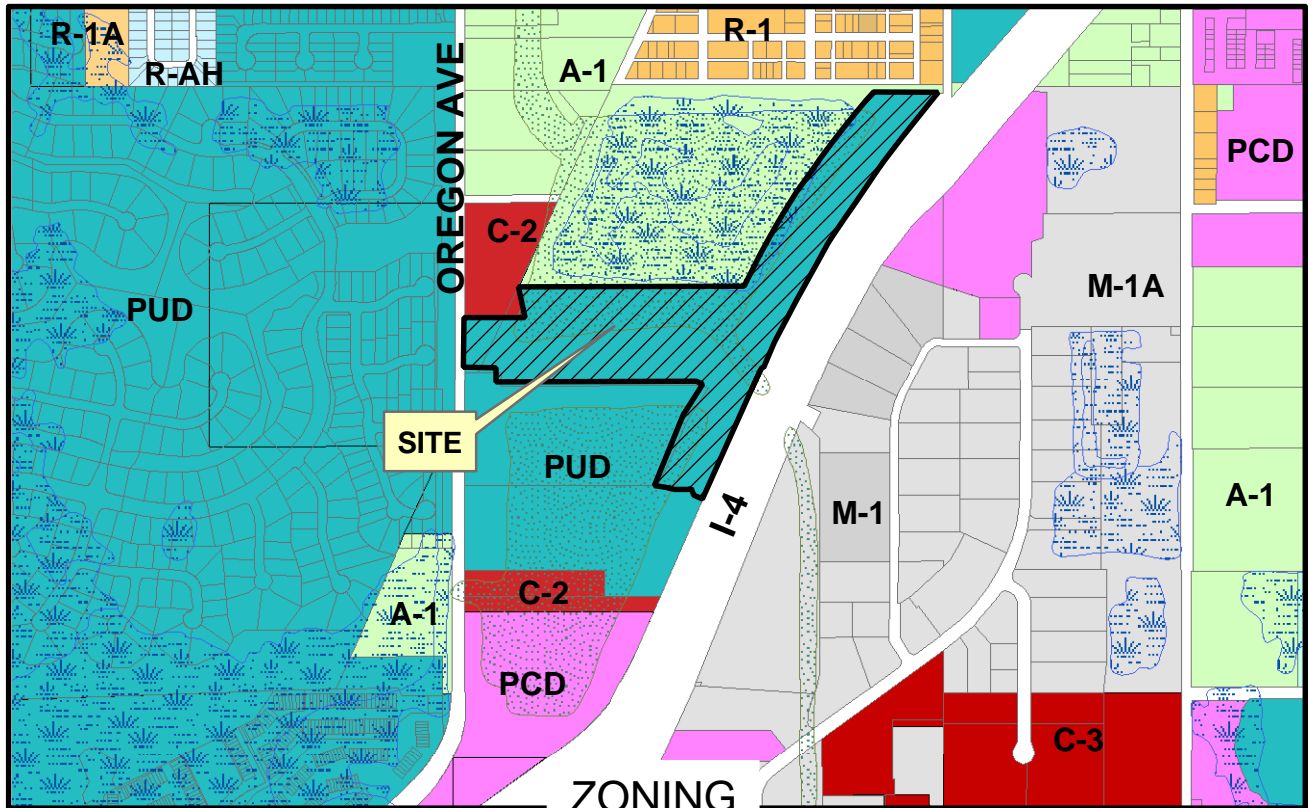 R-1A
R-AH
OREGON AVE
A-1
R-1
PCD
C-2
PUD
M-1A
SITE
PUD
I-4
M-1
A-1
C-2
A-1
PCD
C-3
ZONING